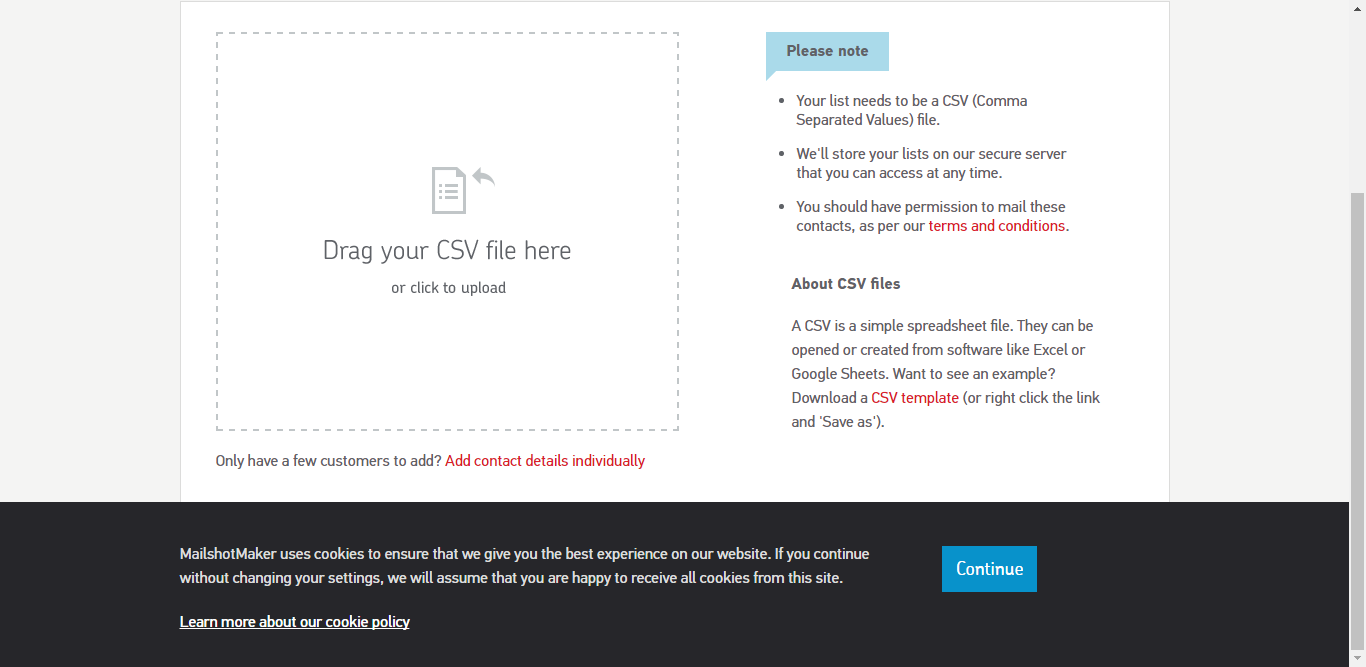 Drag your CSV file here
or click to upload
Only have a few customers to add? Add contact details individually
Please note
Your list needs to be a CSV (Comma
Separated Values) file.
We'll store your lists on our secure server
that you can access at any time.
You should have permission to mail these
contacts, as per our terms and conditions.
About CSV files
A CSV is a simple spreadsheet file. They can be
opened or created from software like Excel or
Google Sheets. Want to see an example?
Download a CSV template (or right click the link
and 'Save as').
MailshotMaker uses cookies to ensure that we give you the best experience on our website. If you continue
without changing your settings, we will assume that you are happy to receive all cookies from this site.
Learn more about our cookie policy
Continue